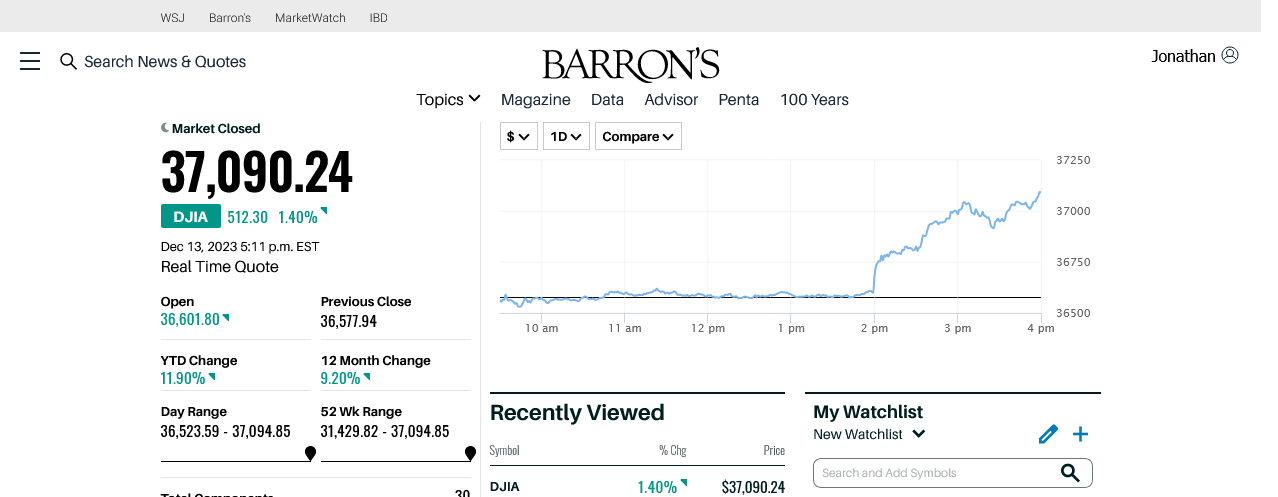 WSJ Barron's MarketWatch IBD
Search News & Quotes
BARRON'S
Jonathan
Topics Magazine Data Advisor Penta 100 Years
Market Closed
37,090.24
DJIA 512.30 1.40%
Dec 13, 2023 5:11 p.m. EST
Real Time Quote
Open Previous Close
36,601.80 36,577.94
YTD Change 12 Month Change
11.90% 9.20%
Day Range 52 Wk Range
36,523.59 - 37,094.85 31,429.82 - 37,094.85
Total Components 30
$ 1D Compare
37250
37000
36750
36500
10 am 11 am 12 pm 1 pm 2 pm 3 pm 4 pm
Recently Viewed
Symbol % Chg Price
DJIA 1.40% $37,090.24
My Watchlist
New Watchlist
Search and Add Symbols